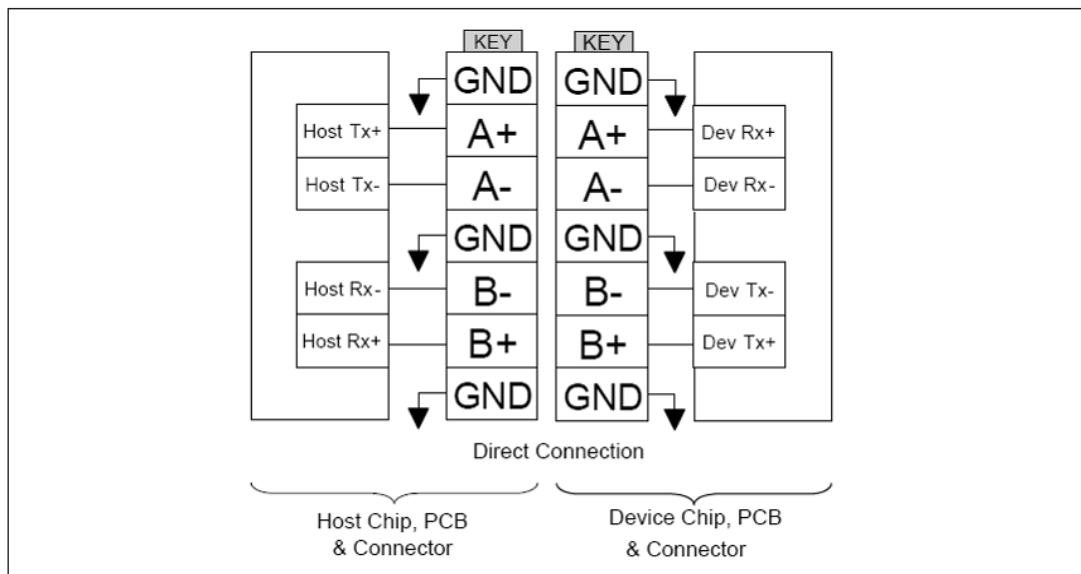 KEY KEY
GND GND
Host Tx+ A+ A+ Dev Rx+
Host Tx- A- A- Dev Rx-
GND GND
Host Rx- B- B- Dev Tx-
Host Rx+ B+ B+ Dev Tx+
GND GND
Direct Connection
Host Chip, PCB
& Connector
Device Chip, PCB
& Connector